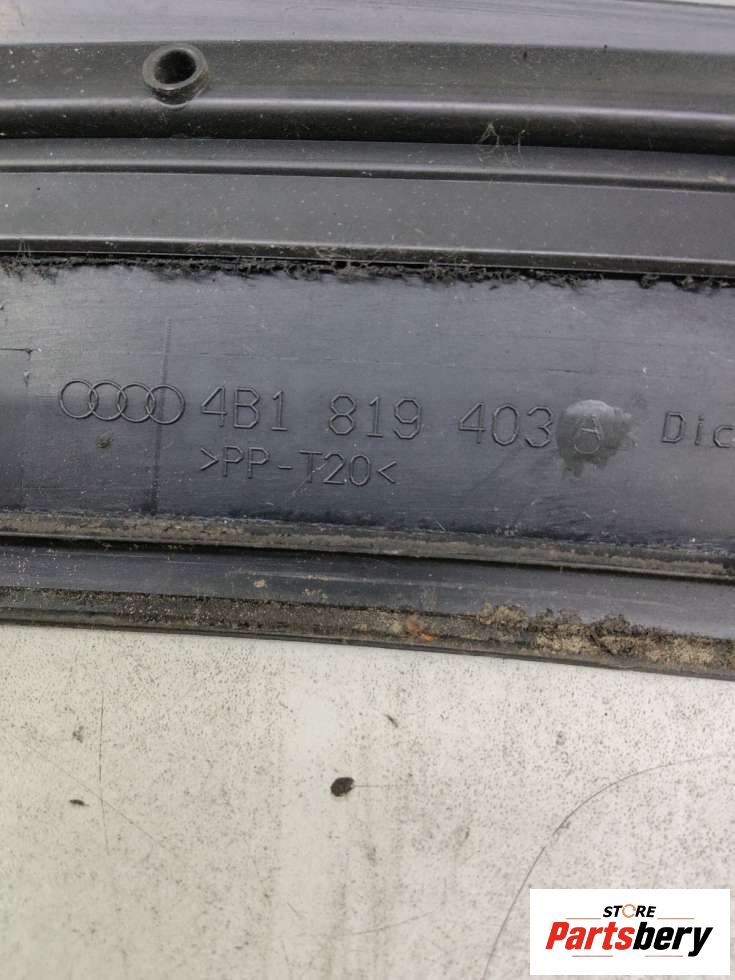 4B1 819 403 A Dic
>PP-T20<
STORE
Partsbery